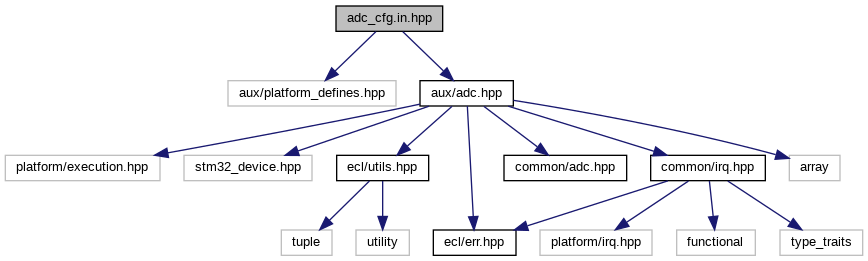 adc_cfg.in.hpp
aux/platform_defines.hpp
aux/adc.hpp
platform/execution.hpp
stm32_device.hpp
ecl/utils.hpp
common/adc.hpp
common/irq.hpp
array
tuple
utility
ecl/err.hpp
platform/irq.hpp
functional
type_traits